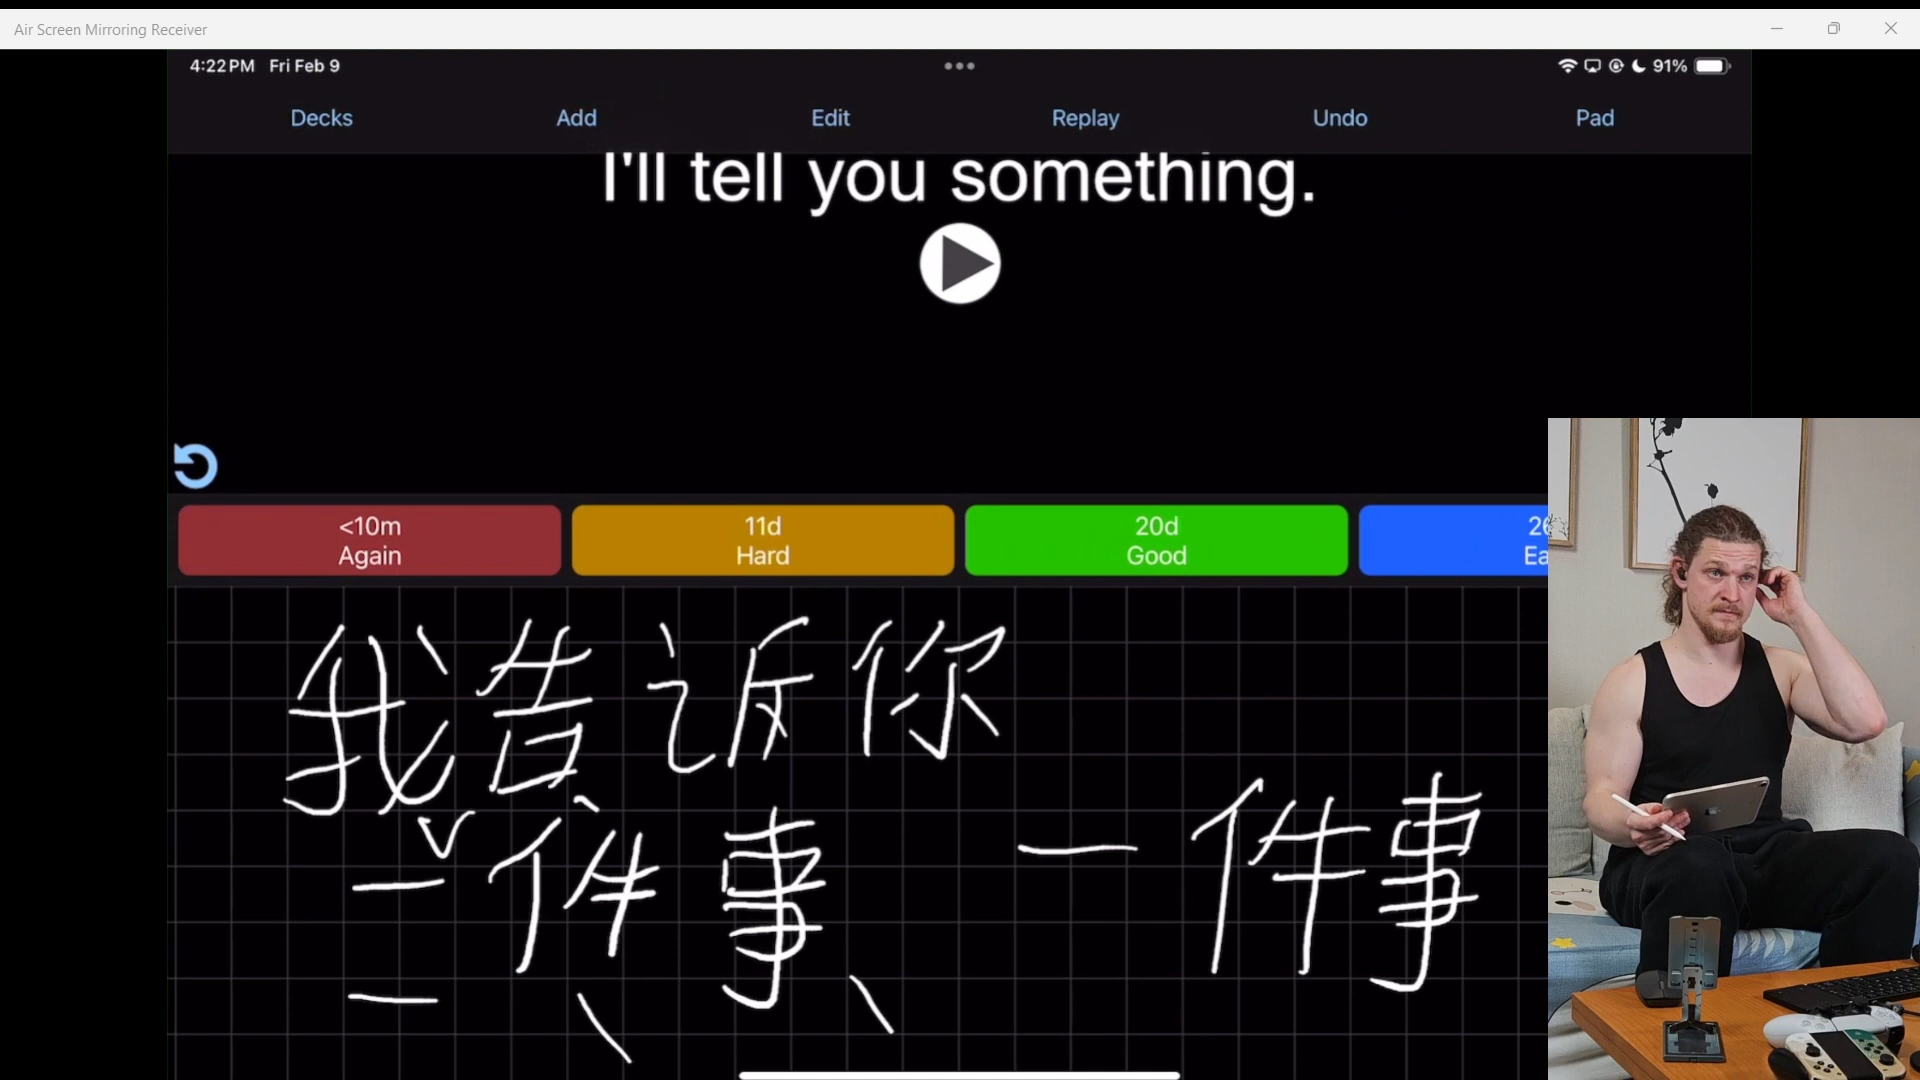 Air Screen Mirroring Receiver
4:22 PM Fri Feb 9
91%
Decks Add Edit Replay Undo Pad
I'll tell you something.
<10m 11d 20d
Again Hard Good
我告诉你
一件事 一件事